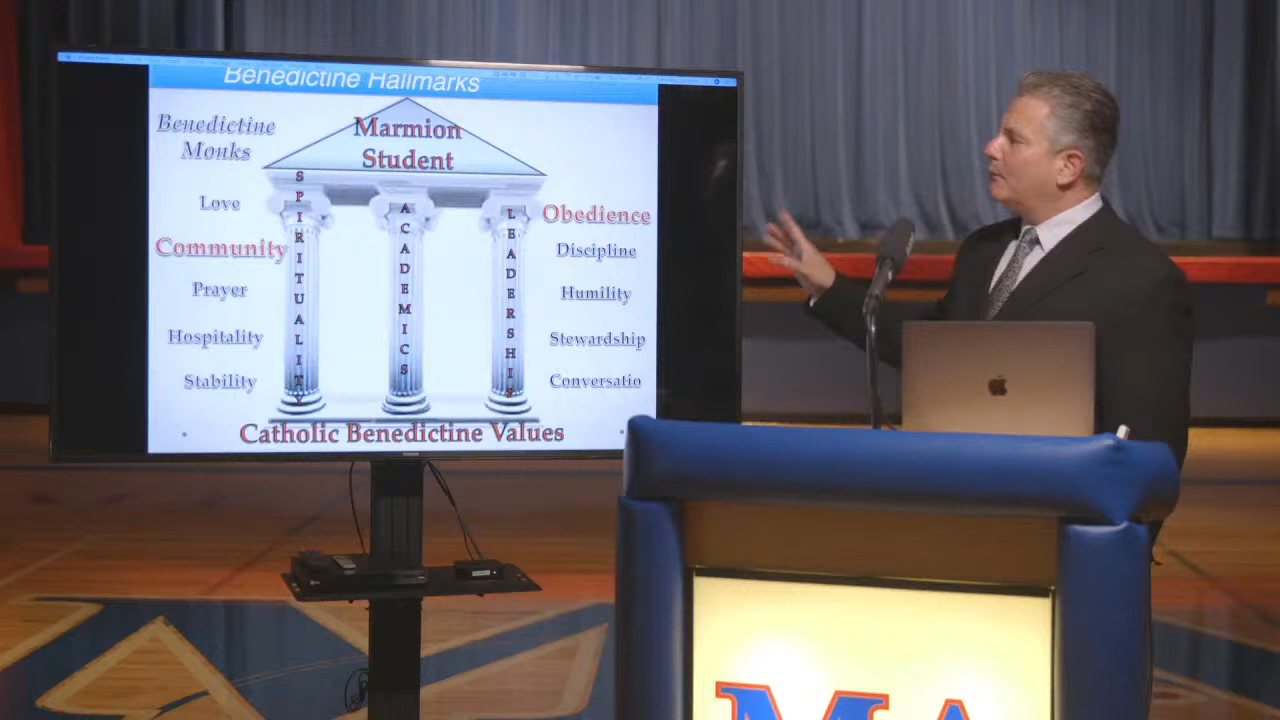 Benedictine Hallmarks
Benedictine
Monks
Marmion
Student
Love
Community
Prayer
Hospitality
Stability
SPIRITUALITY
ACADEMICS
LEADERSHIP
Obedience
Discipline
Humility
Stewardship
Conversatio
Catholic Benedictine Values
MA